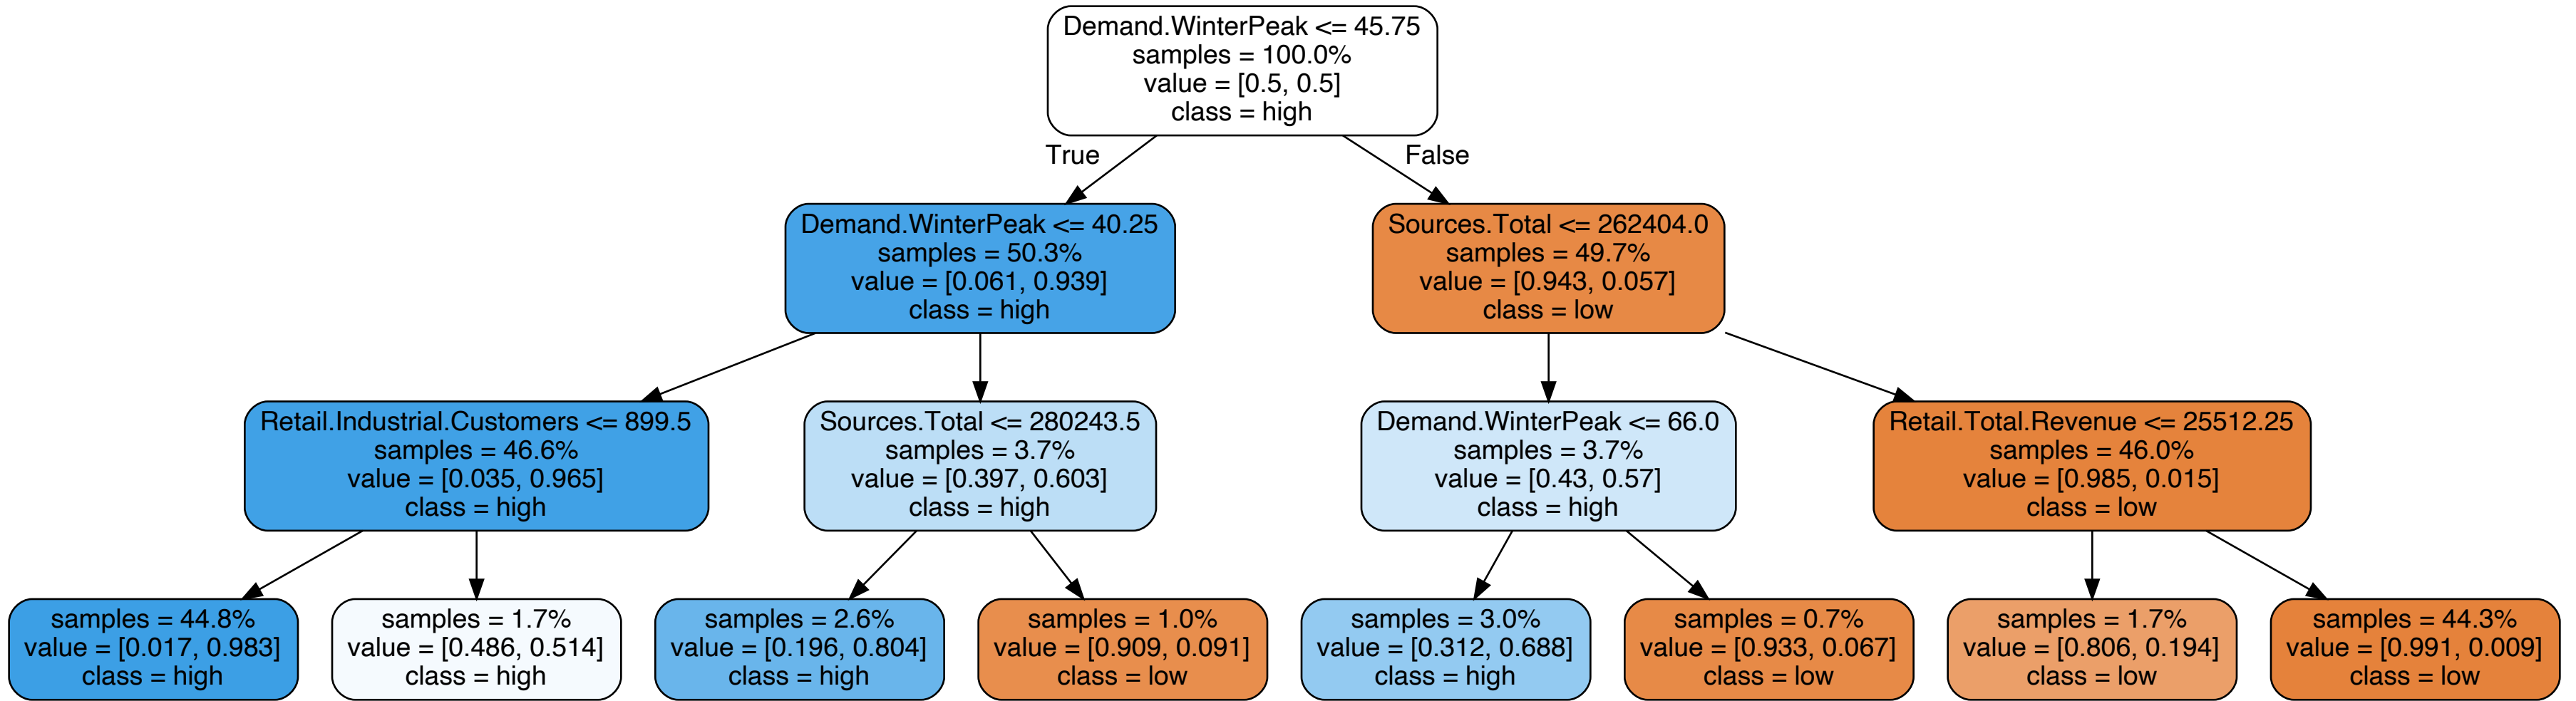 Demand.WinterPeak <= 45.75
samples = 100.0%
value = [0.5, 0.5]
class = high
True
False
Demand.WinterPeak <= 40.25
samples = 50.3%
value = [0.061, 0.939]
class = high
Sources.Total <= 262404.0
samples = 49.7%
value = [0.943, 0.057]
class = low
Retail.Industrial.Customers <= 899.5
samples = 46.6%
value = [0.035, 0.965]
class = high
Sources.Total <= 280243.5
samples = 3.7%
value = [0.397, 0.603]
class = high
Demand.WinterPeak <= 66.0
samples = 3.7%
value = [0.43, 0.57]
class = high
Retail.Total.Revenue <= 25512.25
samples = 46.0%
value = [0.985, 0.015]
class = low
samples = 44.8%
value = [0.017, 0.983]
class = high
samples = 1.7%
value = [0.486, 0.514]
class = high
samples = 2.6%
value = [0.196, 0.804]
class = high
samples = 1.0%
value = [0.909, 0.091]
class = low
samples = 3.0%
value = [0.312, 0.688]
class = high
samples = 0.7%
value = [0.933, 0.067]
class = low
samples = 1.7%
value = [0.806, 0.194]
class = low
samples = 44.3%
value = [0.991, 0.009]
class = low